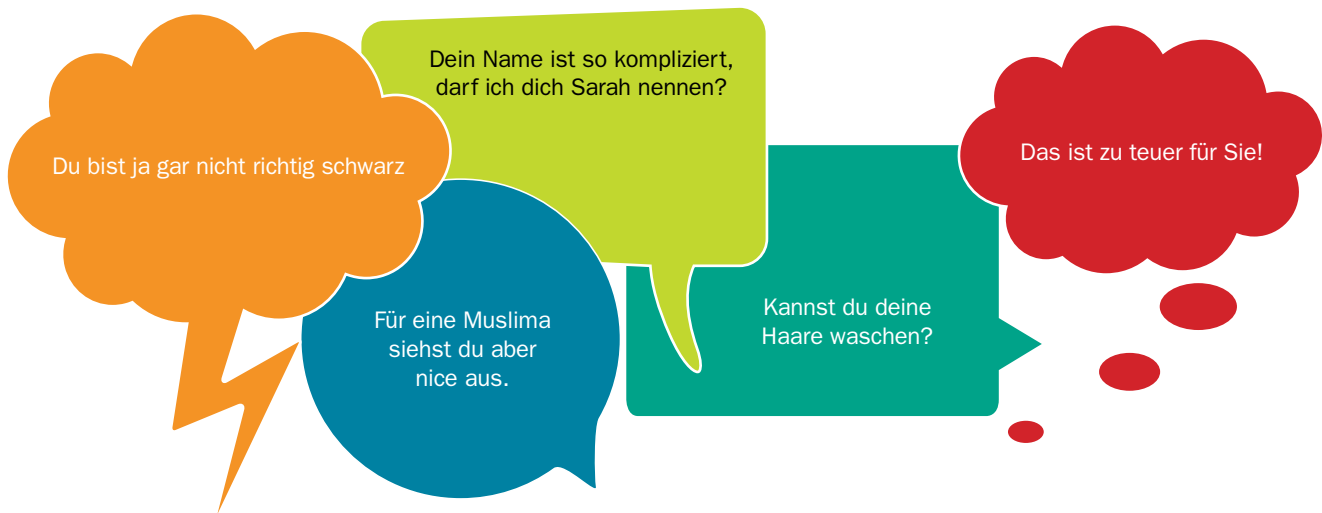 Du bist ja gar nicht richtig schwarz
Dein Name ist so kompliziert,
darf ich dich Sarah nennen?
Für eine Muslima
siehst du aber
nice aus.
Kannst du deine
Haare waschen?
Das ist zu teuer für Sie!